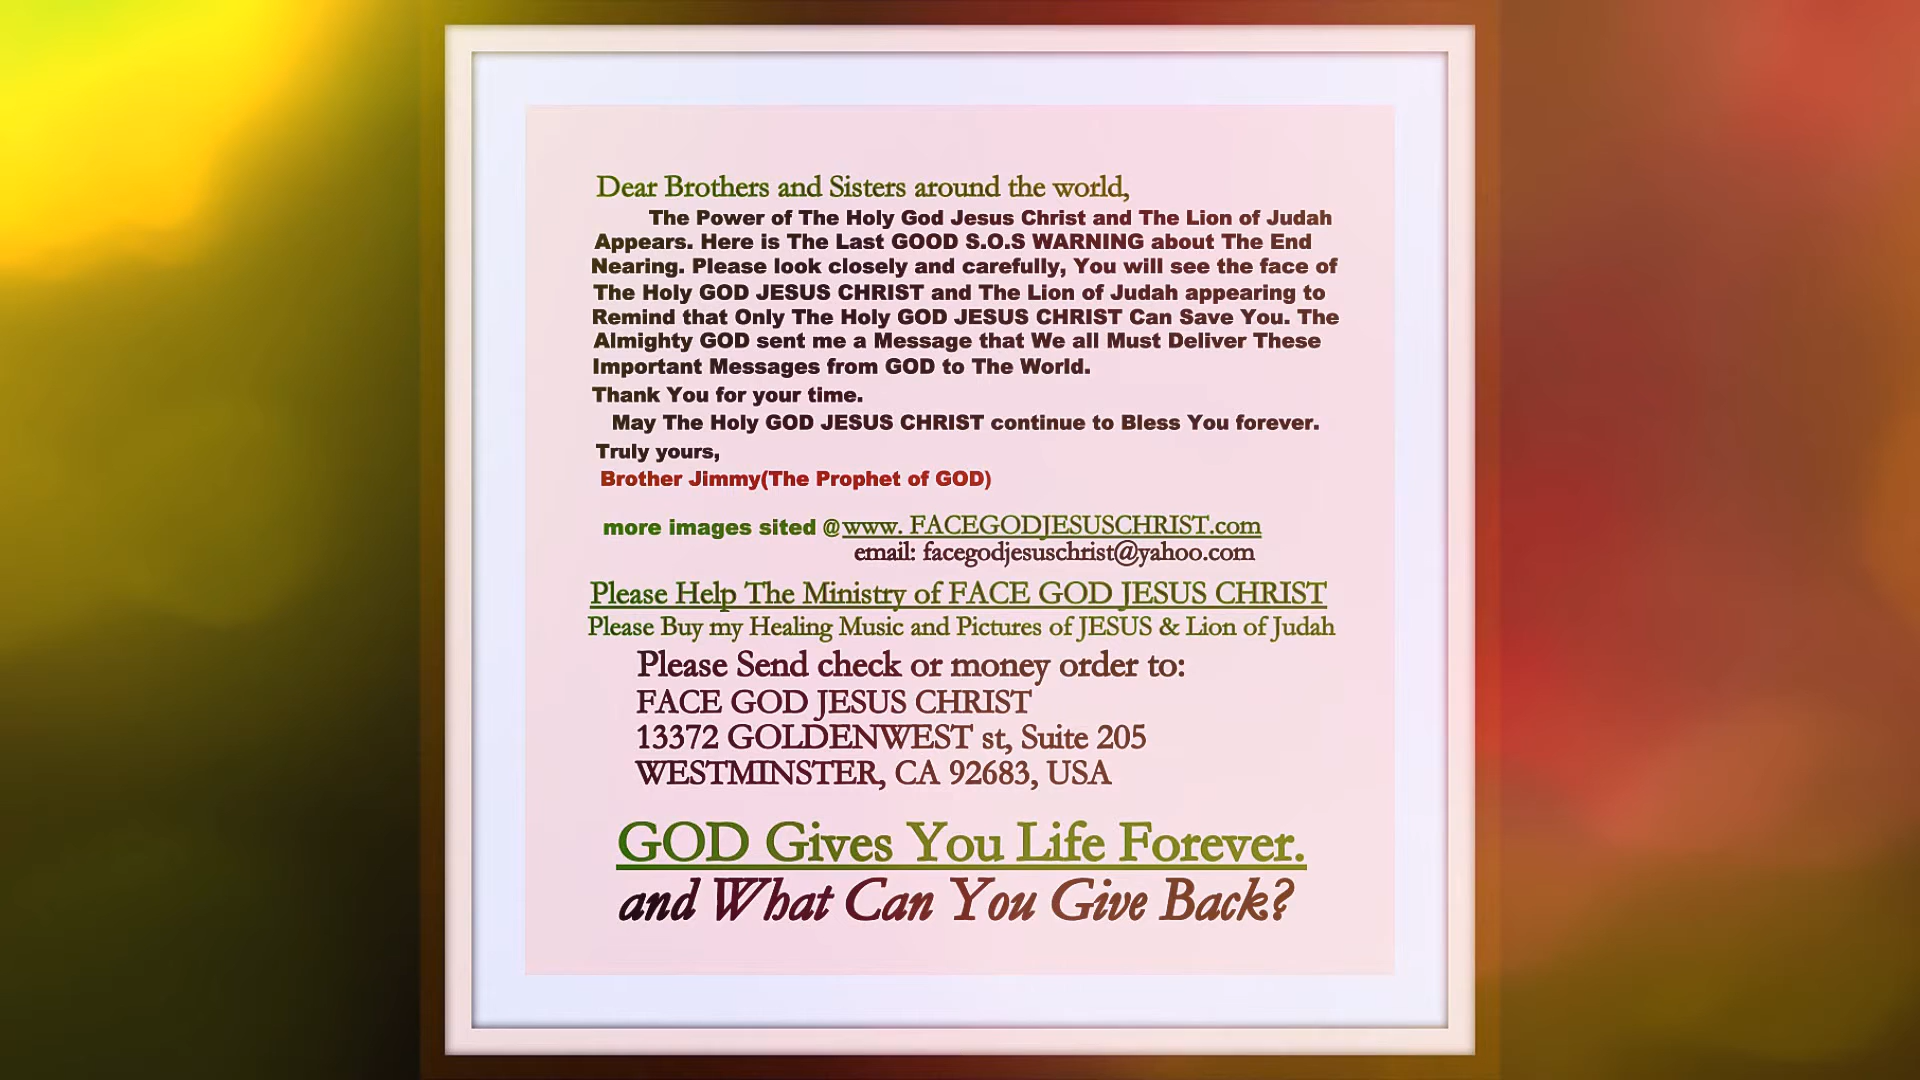 Dear Brothers and Sisters around the world,
The Power of The Holy God Jesus Christ and The Lion of Judah
Appears. Here is The Last GOOD S.O.S WARNING about The End
Nearing. Please look closely and carefully, You will see the face of
The Holy GOD JESUS CHRIST and The Lion of Judah appearing to
Remind that Only The Holy GOD JESUS CHRIST Can Save You. The
Almighty GOD sent me a Message that We all Must Deliver These
Important Messages from GOD to The World.
Thank You for your time.
May The Holy GOD JESUS CHRIST continue to Bless You forever.
Truly yours,
Brother Jimmy(The Prophet of GOD)
more images sited @www. FACEGODJESUSCHRIST.com
email: facegodjesuschrist@yahoo.com
Please Help The Ministry of FACE GOD JESUS CHRIST
Please Buy my Healing Music and Pictures of JESUS & Lion of Judah
Please Send check or money order to:
FACE GOD JESUS CHRIST
13372 GOLDENWEST st, Suite 205
WESTMINSTER, CA 92683, USA
GOD Gives You Life Forever.
and What Can You Give Back?